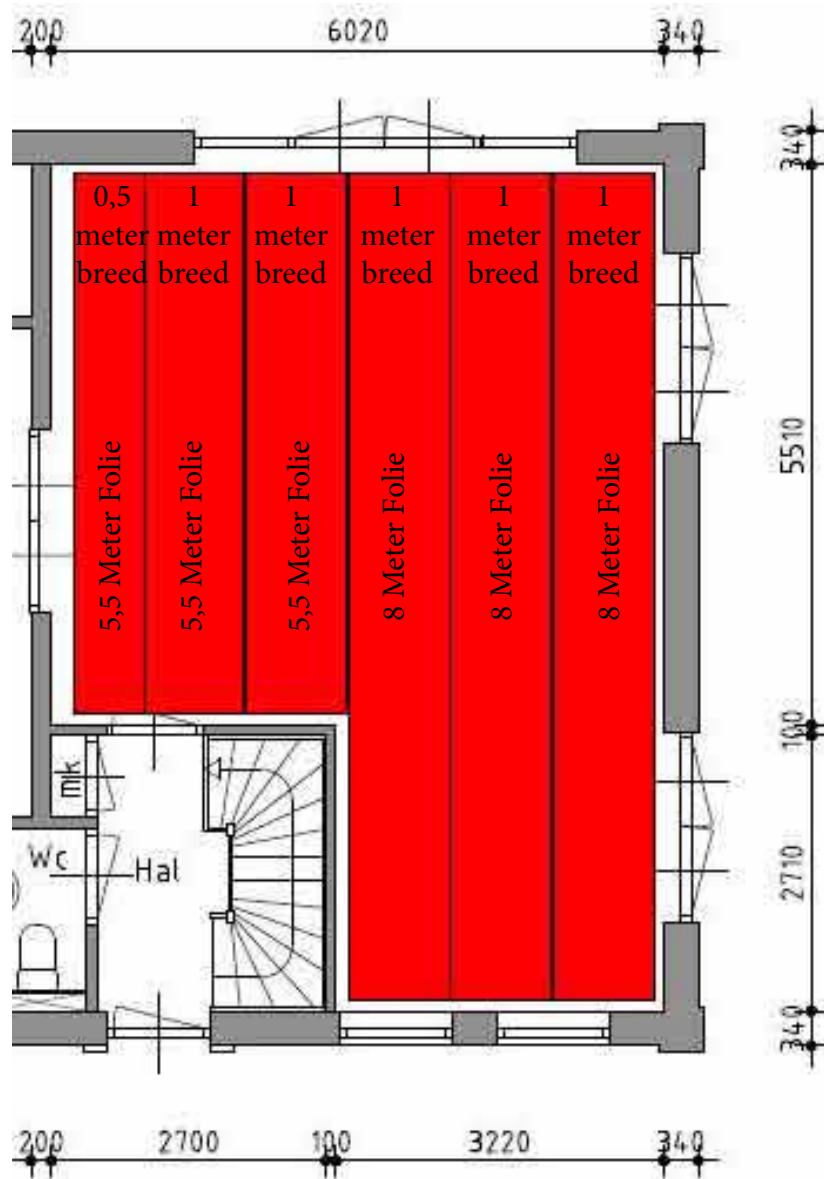 200
6020
340
0,5
meter
breed
1
meter
breed
1
meter
breed
1
meter
breed
1
meter
breed
1
meter
breed
340
5,5 Meter Folie
5,5 Meter Folie
5,5 Meter Folie
8 Meter Folie
8 Meter Folie
8 Meter Folie
5510
100
mk
Wc
Hal
2710
340
200
2700
100
3220
340